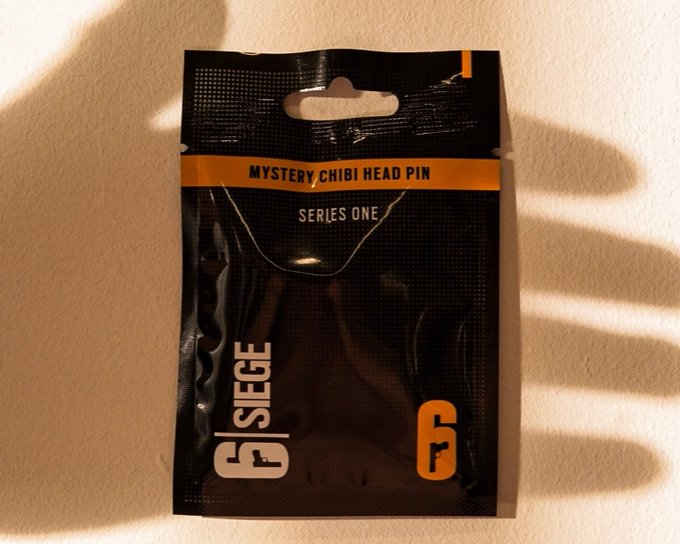 MYSTERY CHIBI HEAD PIN
SERIES ONE
6 SIEGE
6